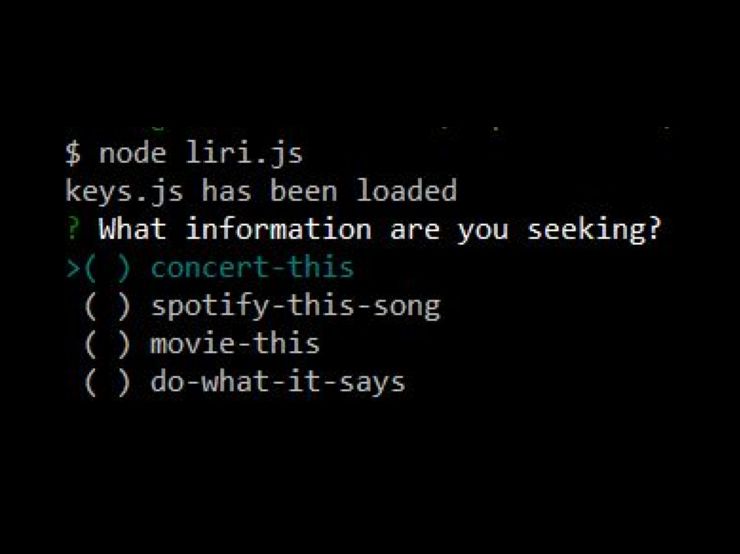 $ node liri.js
keys.js has been loaded
? What information are you seeking?
>( ) concert-this
( ) spotify-this-song
( ) movie-this
( ) do-what-it-says